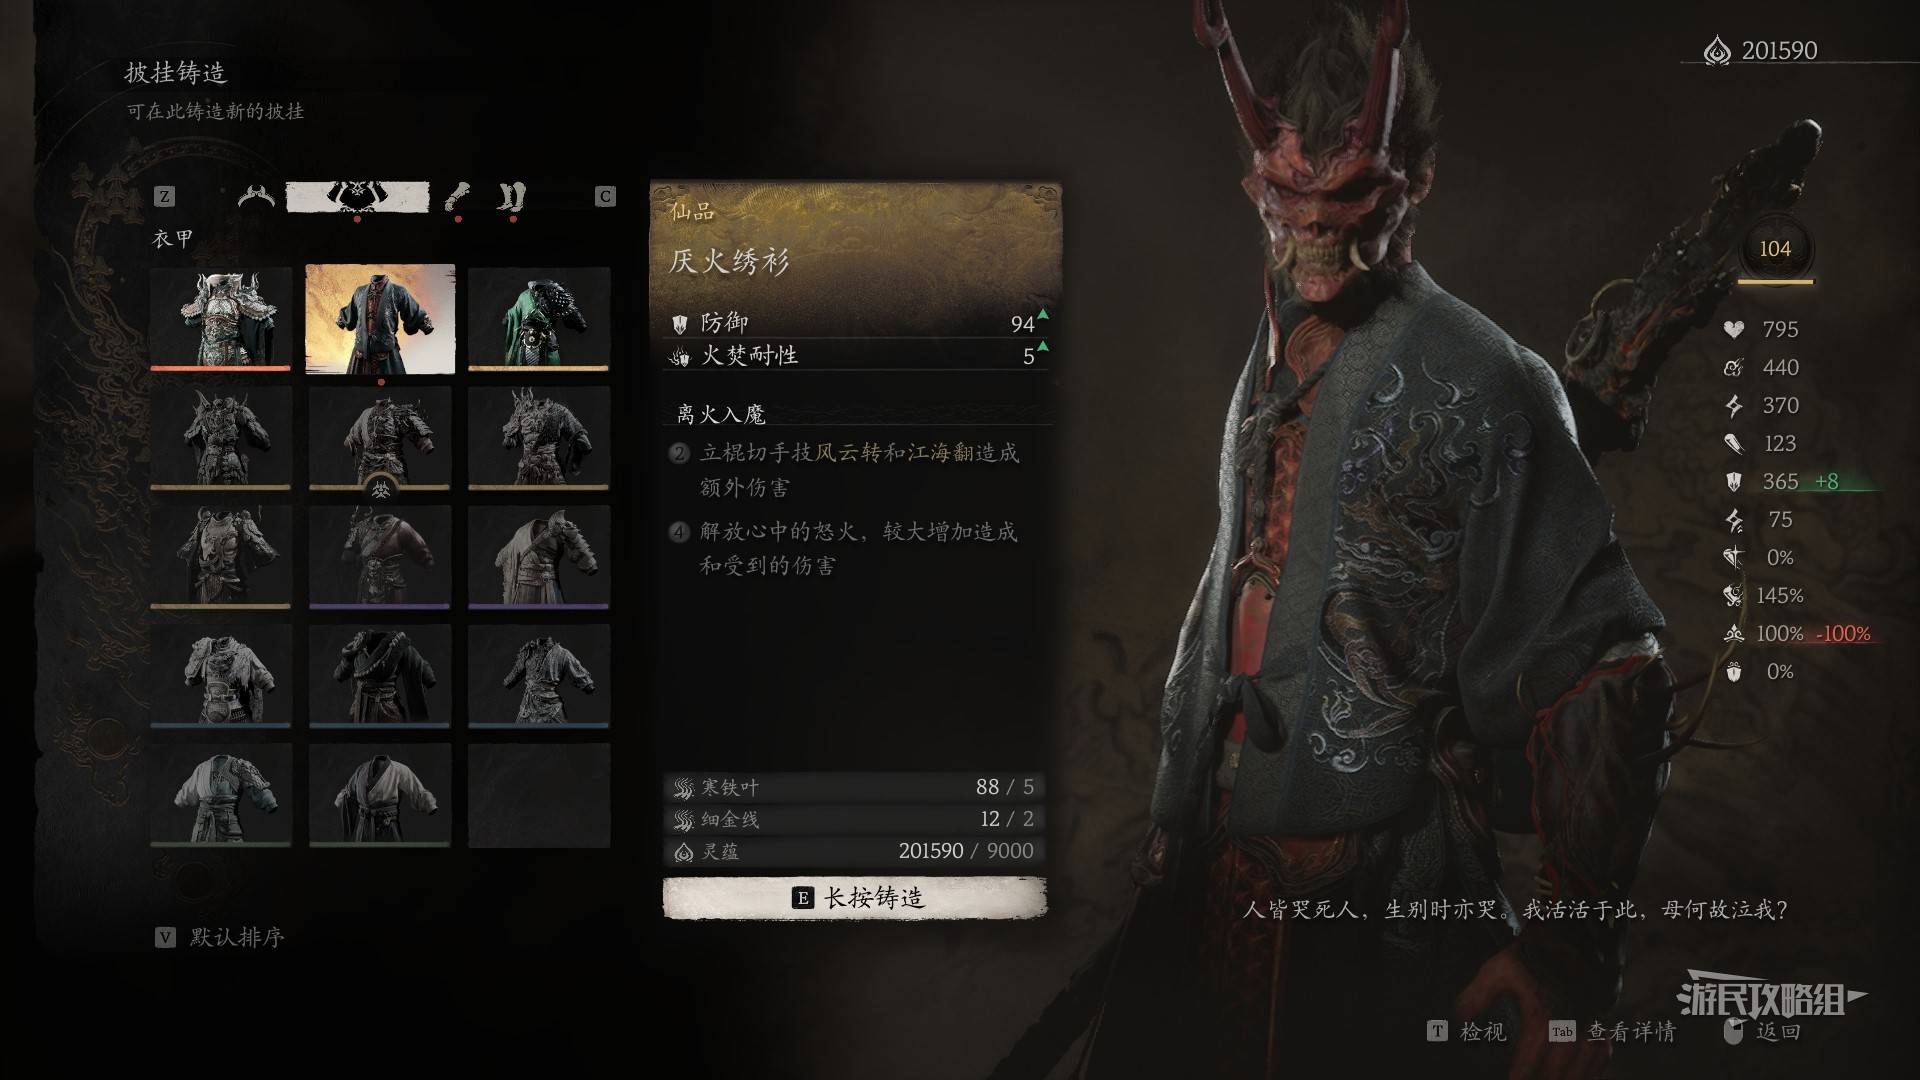 披挂铸造
可在此铸造新的披挂
201590
Z
C
衣甲
仙品
厌火绣衫
防御 94
火焚耐性 5
离火入魔
2 立棍切手技风云转和江海翻造成
额外伤害
4 解放心中的怒火，较大增加造成
和受到的伤害
寒铁叶 88 / 5
细金线 12 / 2
灵蕴 201590 / 9000
E 长按铸造
V 默认排序
104
795
440
370
123
365 +8
75
0%
145%
100% -100%
0%
人皆哭死人，生别时亦哭。我活活于此，母何故泣我？
游民攻略组
T 检视
Tab 查看详情
返回